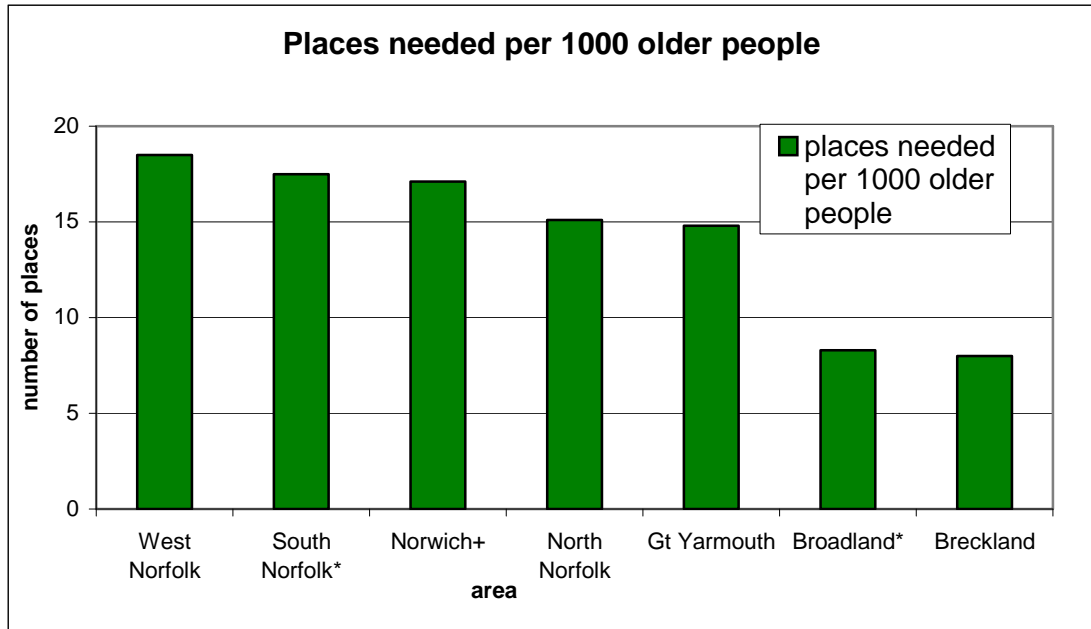 Places needed per 1000 older people
places needed
per 1000 older
people
number of places
20
15
10
5
0
West
Norfolk
South
Norfolk*
Norwich+
North
Norfolk
Gt Yarmouth
Broadland*
Breckland
area